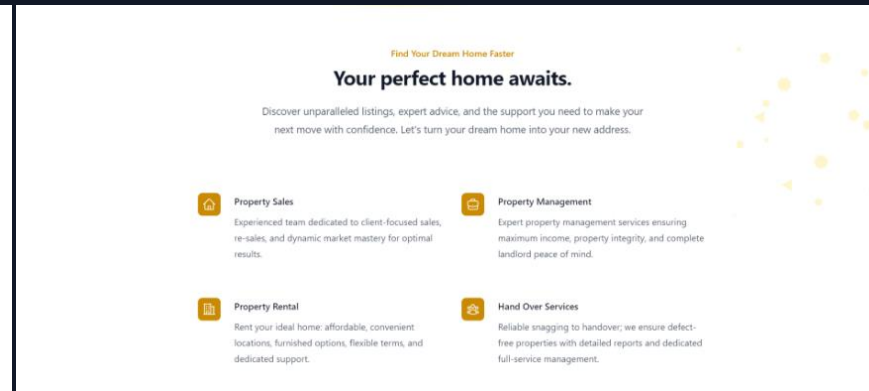 Find Your Dream Home Faster
Your perfect home awaits.
Discover unparalleled listings, expert advice, and the support you need to make your
next move with confidence. Let's turn your dream home into your new address.
Property Sales
Experienced team dedicated to client-focused sales,
re-sales, and dynamic market mastery for optimal
results.
Property Management
Expert property management services ensuring
maximum income, property integrity, and complete
landlord peace of mind.
Property Rental
Rent your ideal home: affordable, convenient
locations, furnished options, flexible terms, and
dedicated support.
Hand Over Services
Reliable snagging to handover; we ensure defect-
free properties with detailed reports and dedicated
full-service management.